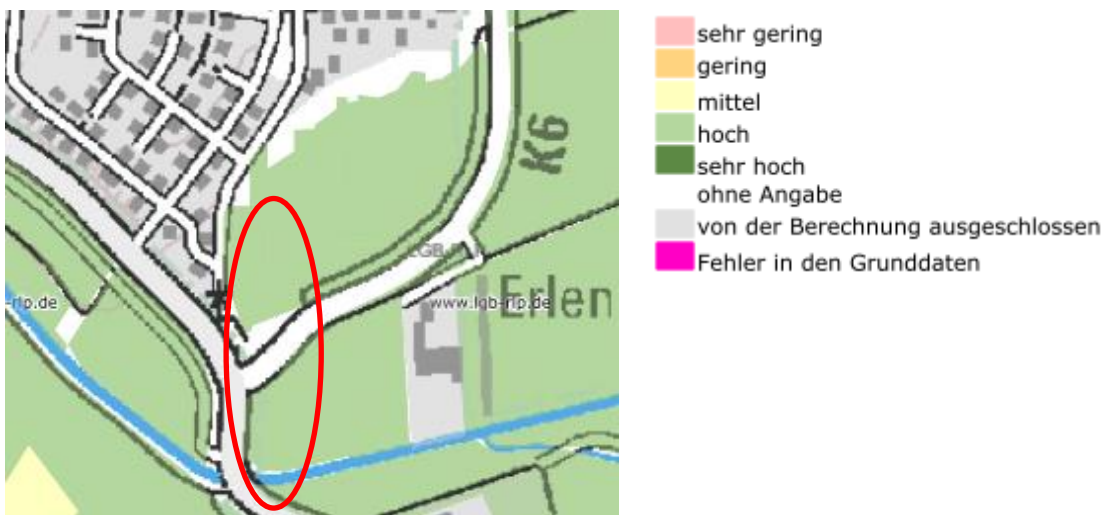 K6
-rlp.de
www.lgb-rlp.de
Erlen
sehr gering
gering
mittel
hoch
sehr hoch
ohne Angabe
von der Berechnung ausgeschlossen
Fehler in den Grunddaten